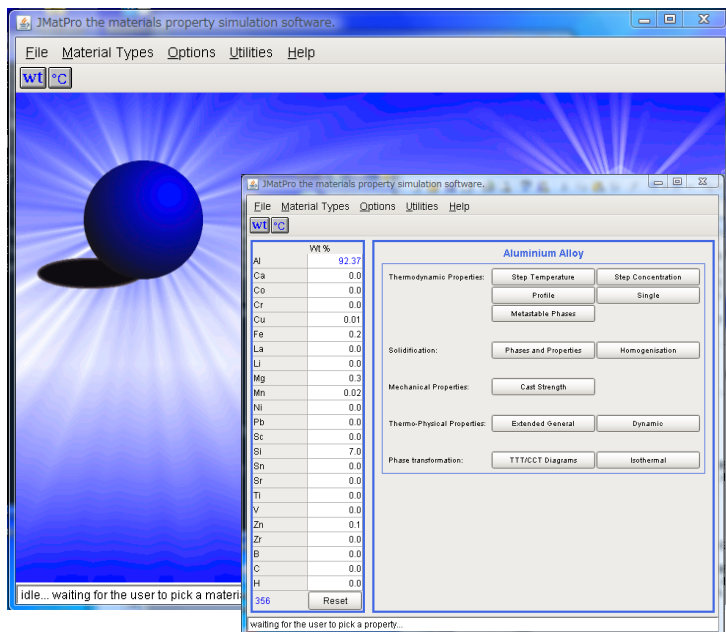 JMatPro the materials property simulation software.
File Material Types Options Utilities Help
wt °C
JMatPro the materials property simulation software.
File Material Types Options Utilities Help
wt °C
Wt %
Al 92.37
Ca 0.0
Co 0.0
Cr 0.0
Cu 0.01
Fe 0.2
La 0.0
Li 0.0
Mg 0.3
Mn 0.02
Ni 0.0
Pb 0.0
Sc 0.0
Si 7.0
Sn 0.0
Sr 0.0
Ti 0.0
V 0.0
Zn 0.1
Zr 0.0
B 0.0
C 0.0
H 0.0
356 Reset
Aluminium Alloy
Thermodynamic Properties: Step Temperature Step Concentration
Profile Single
Metastable Phases
Solidification: Phases and Properties Homogenisation
Mechanical Properties: Cast Strength
Thermo-Physical Properties: Extended General Dynamic
Phase transformation: TTT/CCT Diagrams Isothermal
idle... waiting for the user to pick a materi
waiting for the user to pick a property...